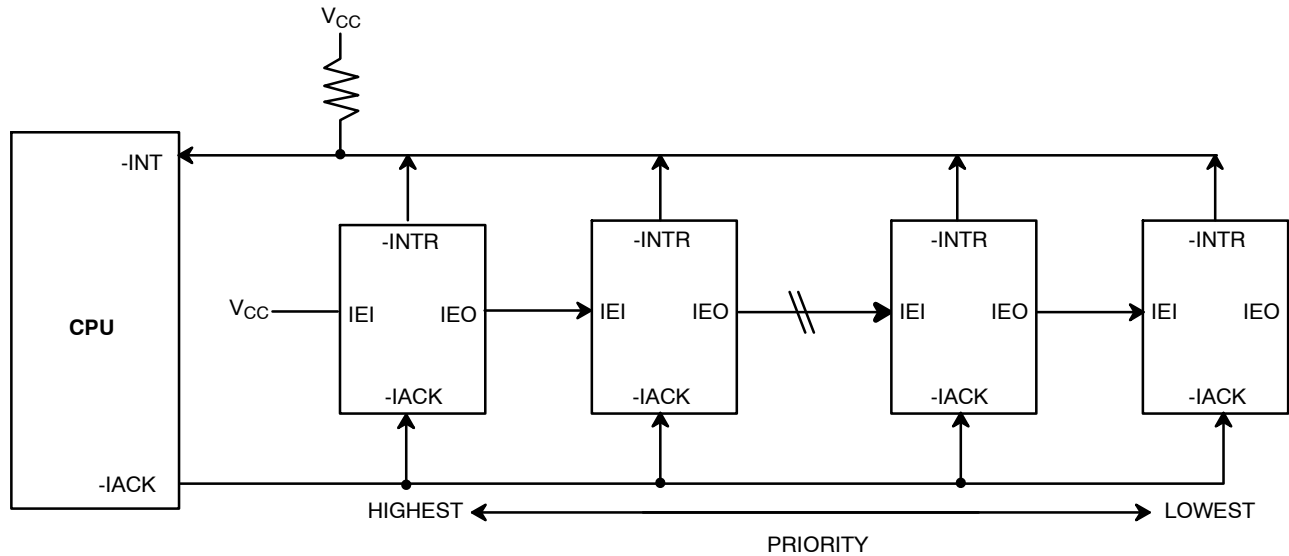 VCC
-INT
-INTR
-INTR
-INTR
-INTR
VCC
IEI
IEO
IEI
IEO
IEI
IEO
IEI
IEO
CPU
-IACK
-IACK
-IACK
-IACK
-IACK
HIGHEST
LOWEST
PRIORITY